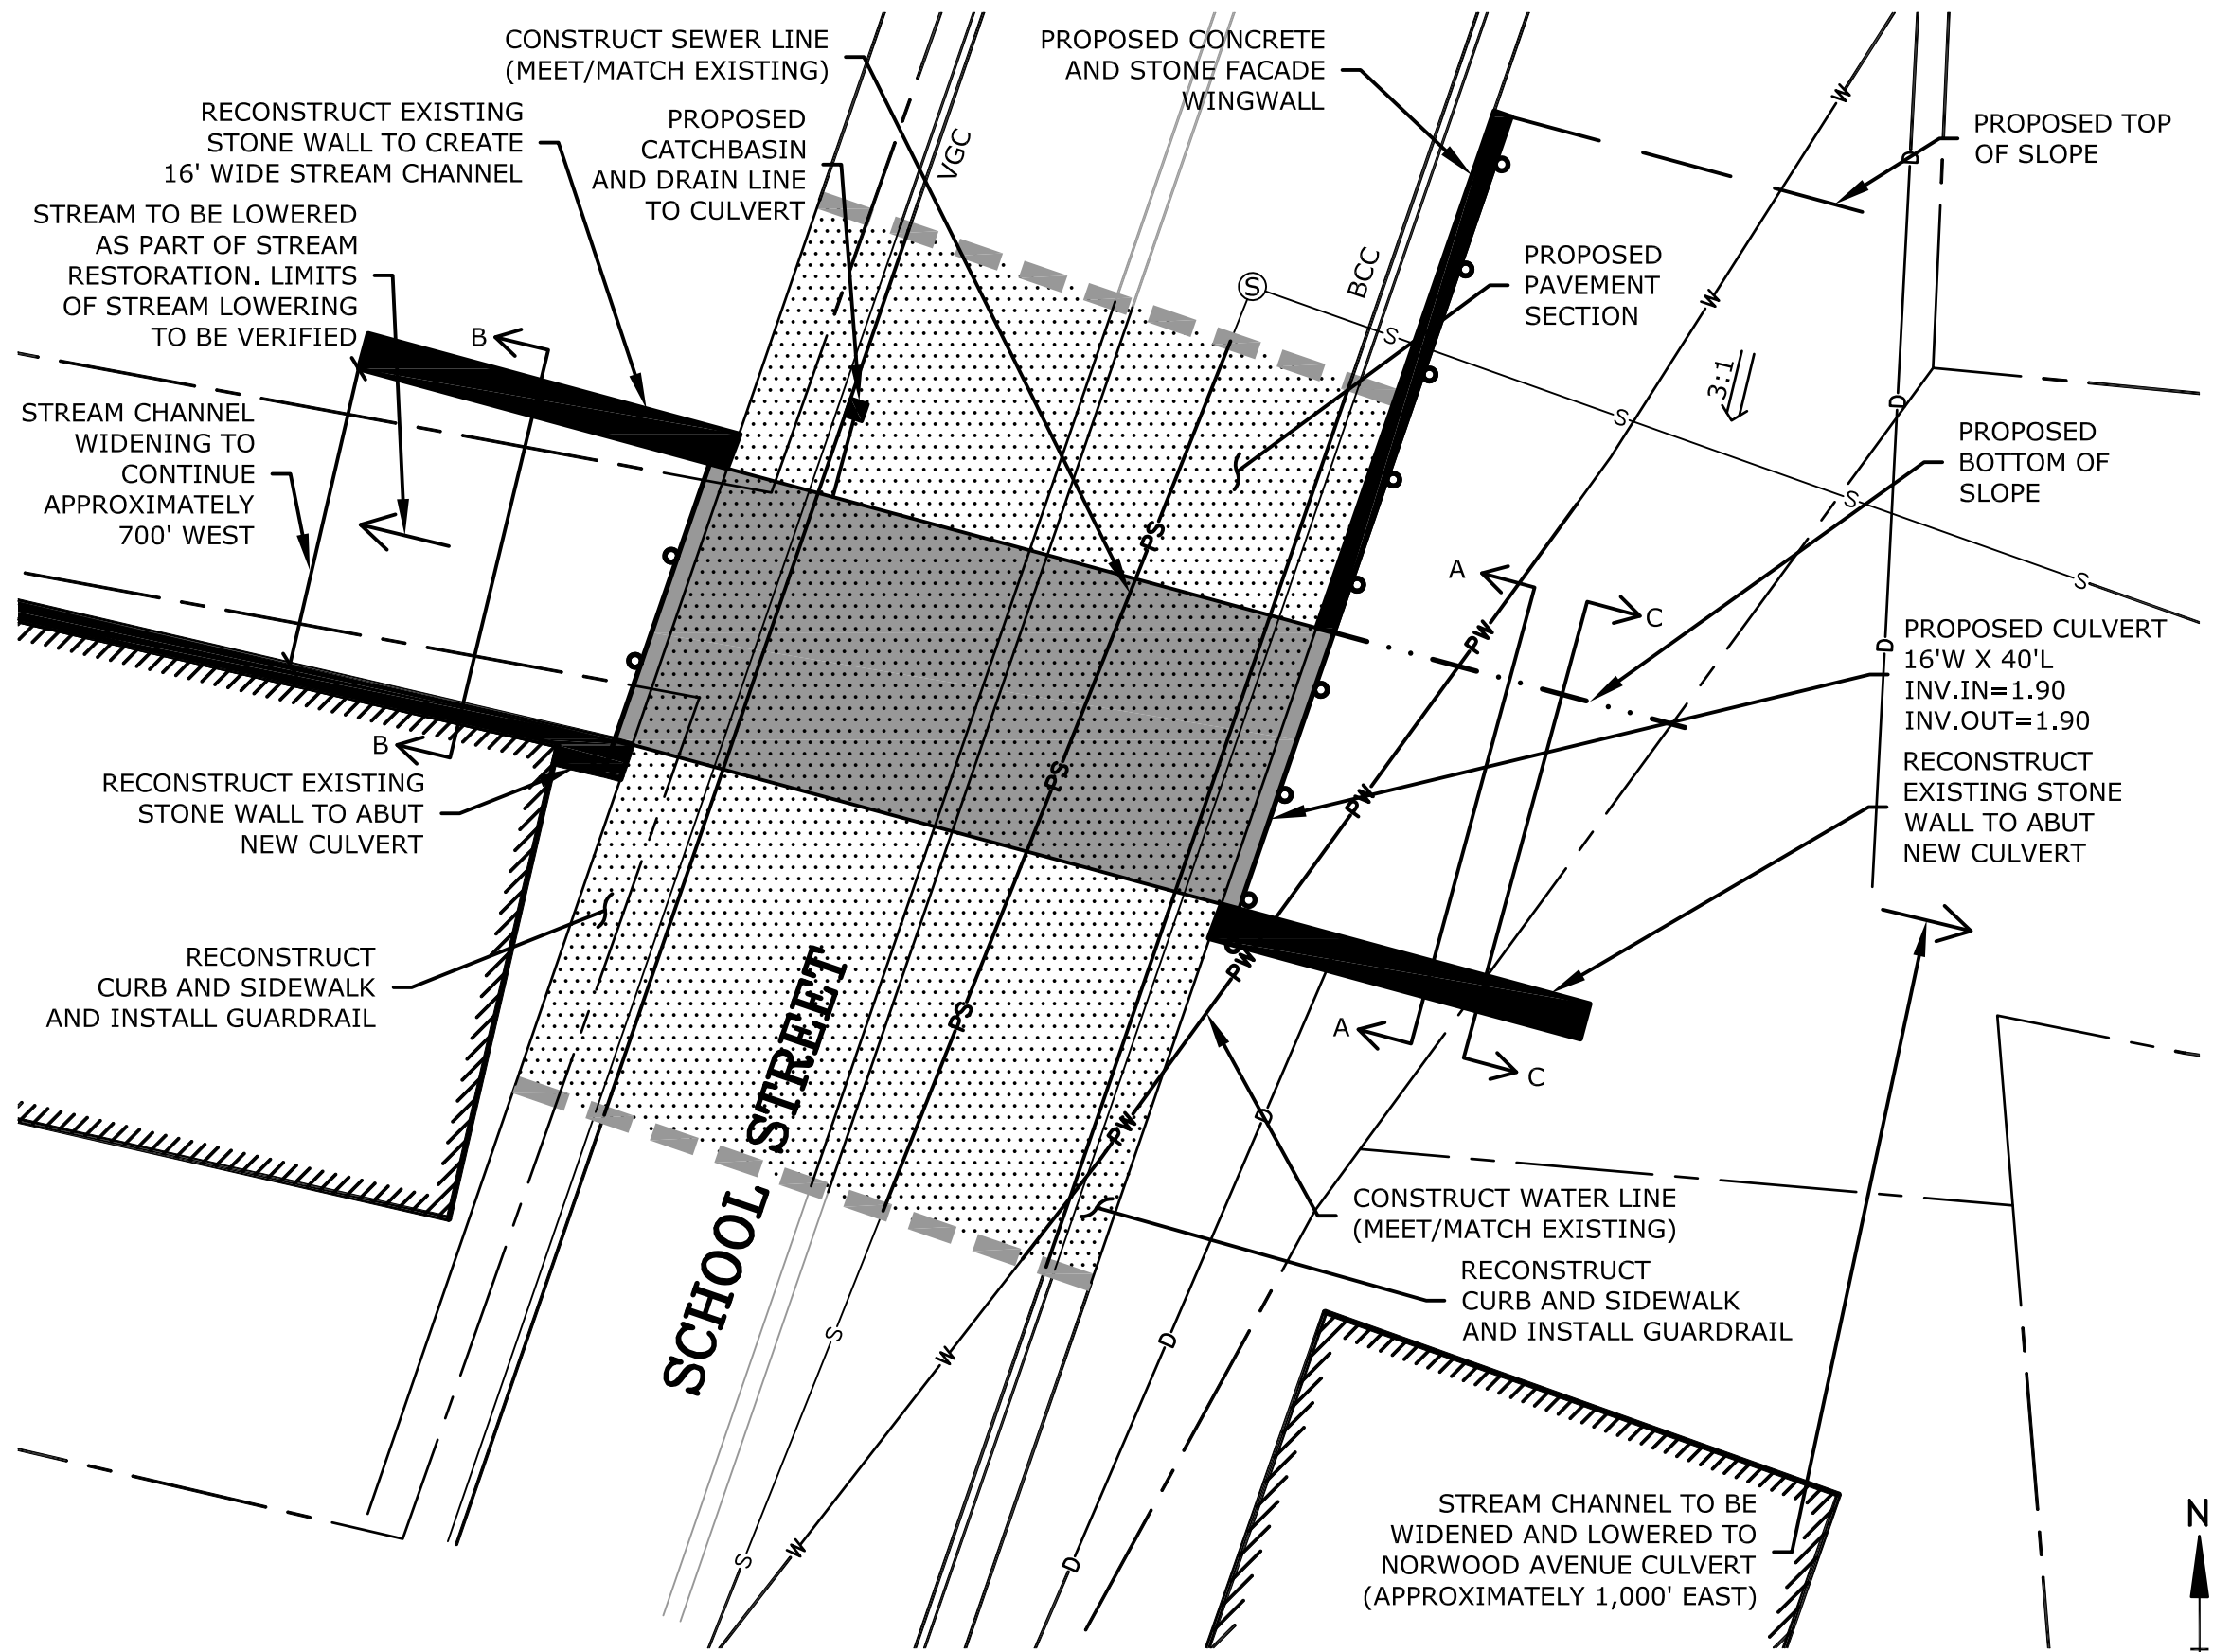 CONSTRUCT SEWER LINE
(MEET/MATCH EXISTING)
PROPOSED CONCRETE
AND STONE FACADE
WINGWALL
RECONSTRUCT EXISTING
STONE WALL TO CREATE
16' WIDE STREAM CHANNEL
PROPOSED
CATCHBASIN
AND DRAIN LINE
TO CULVERT
VGC
W
D
PROPOSED TOP
OF SLOPE
STREAM TO BE LOWERED
AS PART OF STREAM
RESTORATION. LIMITS
OF STREAM LOWERING
TO BE VERIFIED
B
S
BCC
S
PROPOSED
PAVEMENT
SECTION
W
3:1
D
S
S
STREAM CHANNEL
WIDENING TO
CONTINUE
APPROXIMATELY
700' WEST
PROPOSED
BOTTOM OF
SLOPE
PS
A
C
S
PW
D
PROPOSED CULVERT
16'W X 40'L
INV.IN=1.90
INV.OUT=1.90
B
PS
PW
RECONSTRUCT EXISTING
STONE WALL TO ABUT
NEW CULVERT
RECONSTRUCT
EXISTING STONE
WALL TO ABUT
NEW CULVERT
RECONSTRUCT
CURB AND SIDEWALK
AND INSTALL GUARDRAIL
PW
PS
A
C
SCHOOL STREET
PW
D
CONSTRUCT WATER LINE
(MEET/MATCH EXISTING)
RECONSTRUCT
CURB AND SIDEWALK
AND INSTALL GUARDRAIL
S
W
D
S
W
D
STREAM CHANNEL TO BE
WIDENED AND LOWERED TO
NORWOOD AVENUE CULVERT
(APPROXIMATELY 1,000' EAST)
N